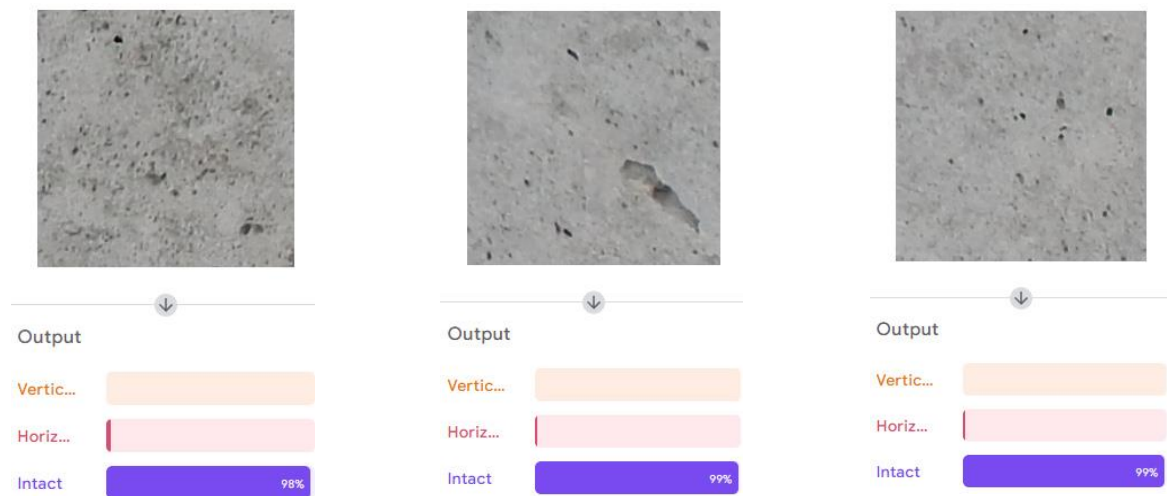 Output
Vertic...
Horiz...
Intact 98%
Output
Vertic...
Horiz...
Intact 99%
Output
Vertic...
Horiz...
Intact 99%